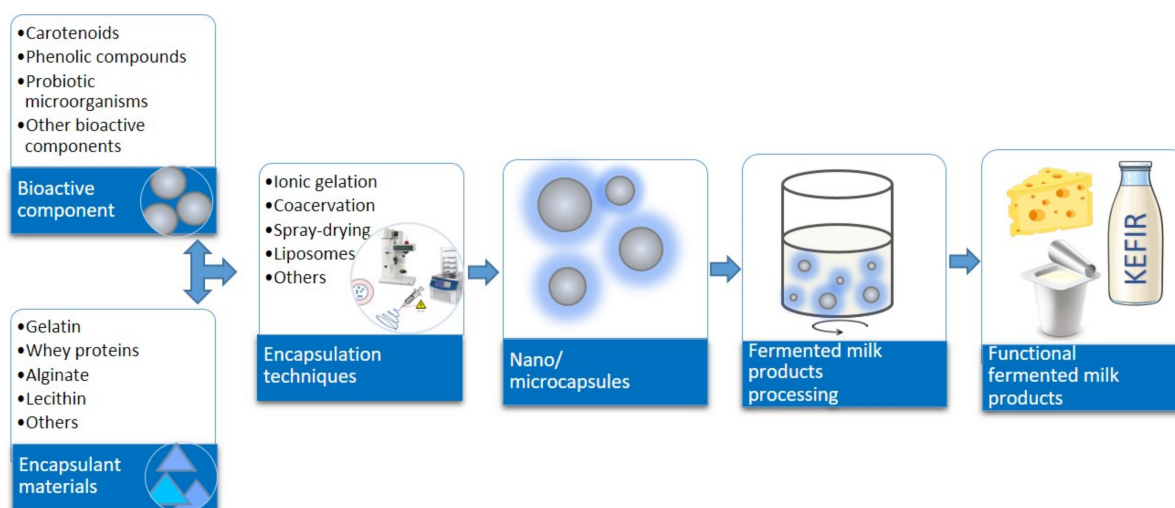 •Carotenoids
•Phenolic compounds
•Probiotic
microorganisms
•Other bioactive
components
Bioactive
component
•Gelatin
•Whey proteins
•Alginate
•Lecithin
•Others
Encapsulant
materials
•Ionic gelation
•Coacervation
•Spray-drying
•Liposomes
•Others
Encapsulation
techniques
Nano/
microcapsules
Fermented milk
products
processing
KEFIR
Functional
fermented milk
products